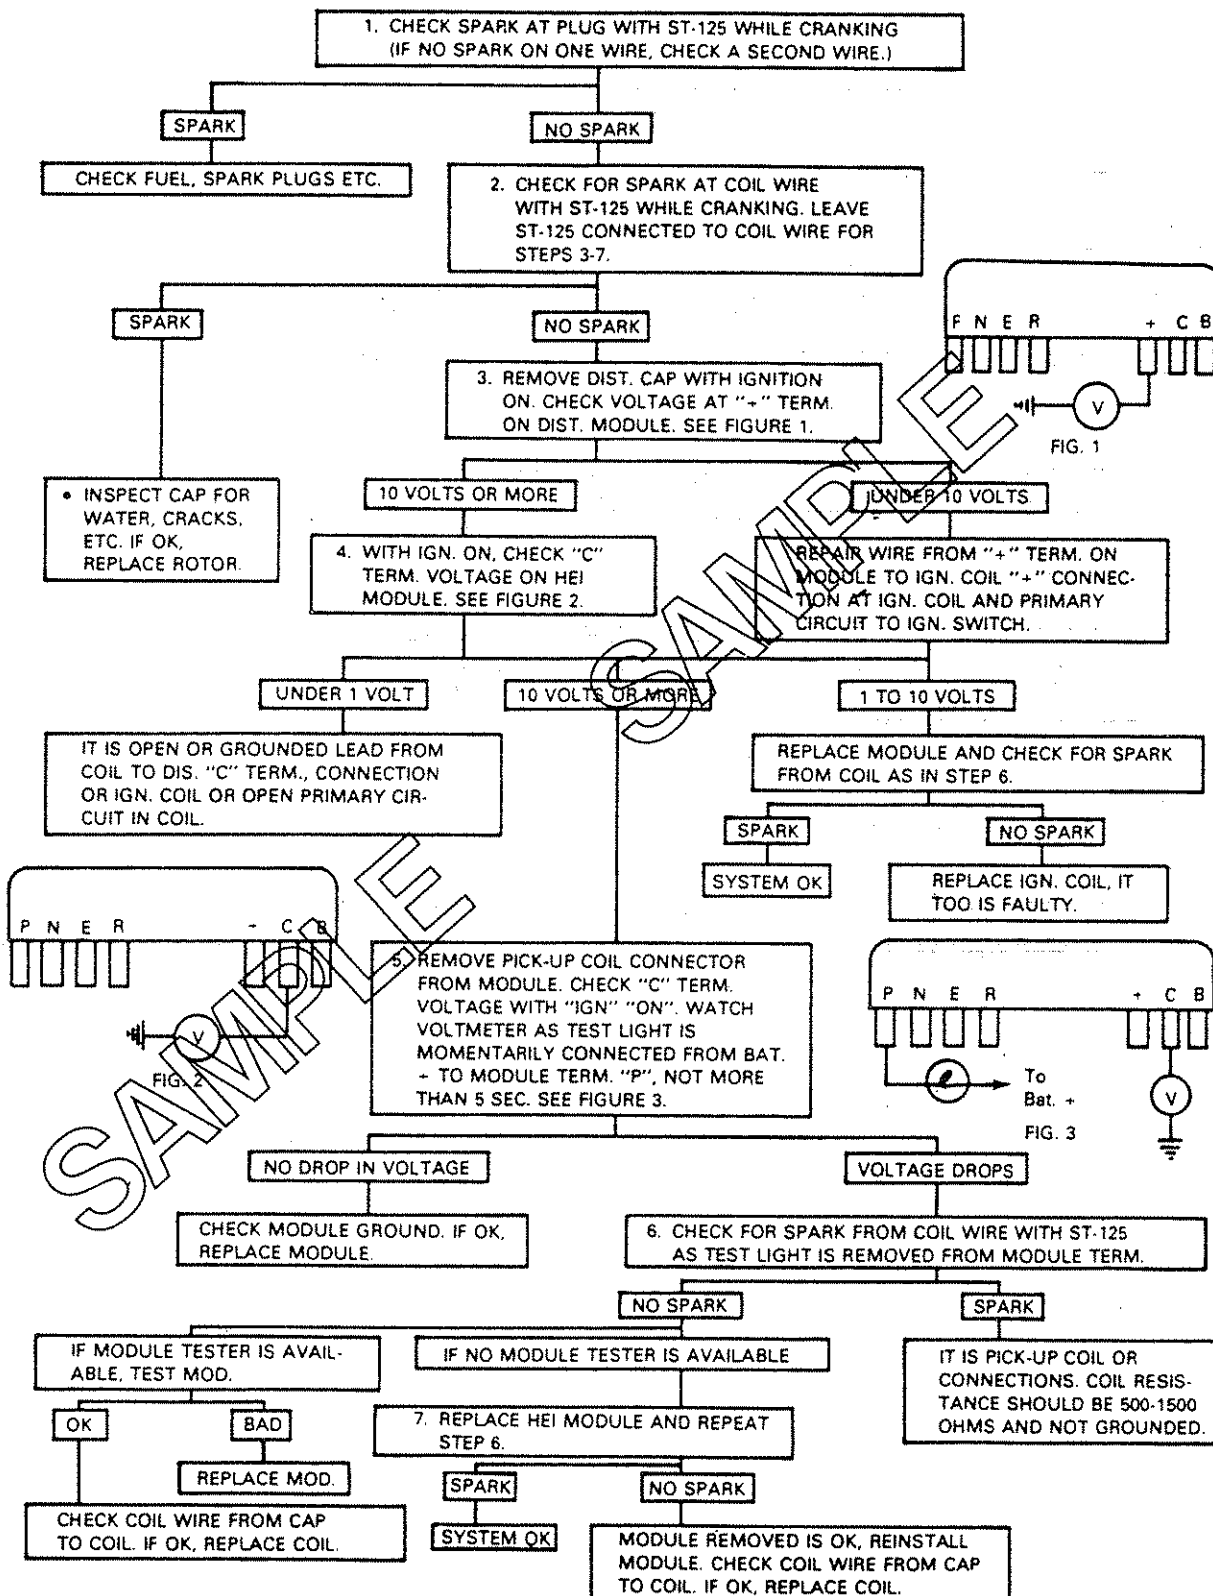 1. CHECK SPARK AT PLUG WITH ST-125 WHILE CRANKING
(IF NO SPARK ON ONE WIRE, CHECK A SECOND WIRE.)
SPARK
NO SPARK
CHECK FUEL, SPARK PLUGS ETC.
2. CHECK FOR SPARK AT COIL WIRE
WITH ST-125 WHILE CRANKING. LEAVE
ST-125 CONNECTED TO COIL WIRE FOR
STEPS 3-7.
SPARK
NO SPARK
F N E R + C B
V
FIG. 1
3. REMOVE DIST. CAP WITH IGNITION
ON. CHECK VOLTAGE AT "+" TERM.
ON DIST. MODULE. SEE FIGURE 1.
10 VOLTS OR MORE
UNDER 10 VOLTS
• INSPECT CAP FOR
WATER, CRACKS,
ETC. IF OK,
REPLACE ROTOR.
4. WITH IGN. ON, CHECK "C"
TERM. VOLTAGE ON HEI
MODULE. SEE FIGURE 2.
REPAIR WIRE FROM "+" TERM. ON
MODULE TO IGN. COIL "+" CONNEC-
TION AT IGN. COIL AND PRIMARY
CIRCUIT TO IGN. SWITCH.
SAMPLE
UNDER 1 VOLT
10 VOLTS OR MORE
1 TO 10 VOLTS
IT IS OPEN OR GROUNDED LEAD FROM
COIL TO DIS. "C" TERM., CONNECTION
OR IGN. COIL OR OPEN PRIMARY CIR-
CUIT IN COIL.
REPLACE MODULE AND CHECK FOR SPARK
FROM COIL AS IN STEP 6.
SPARK
NO SPARK
SYSTEM OK
REPLACE IGN. COIL, IT
TOO IS FAULTY.
P N E R + C B
V
FIG. 2
SAMPLE
5. REMOVE PICK-UP COIL CONNECTOR
FROM MODULE. CHECK "C" TERM.
VOLTAGE WITH "IGN" "ON". WATCH
VOLTMETER AS TEST LIGHT IS
MOMENTARILY CONNECTED FROM BAT.
+ TO MODULE TERM. "P", NOT MORE
THAN 5 SEC. SEE FIGURE 3.
P N E R + C B
To
Bat. +
V
FIG. 3
NO DROP IN VOLTAGE
VOLTAGE DROPS
CHECK MODULE GROUND. IF OK,
REPLACE MODULE.
6. CHECK FOR SPARK FROM COIL WIRE WITH ST-125
AS TEST LIGHT IS REMOVED FROM MODULE TERM.
NO SPARK
SPARK
IF MODULE TESTER IS AVAIL-
ABLE, TEST MOD.
IF NO MODULE TESTER IS AVAILABLE
IT IS PICK-UP COIL OR
CONNECTIONS. COIL RESIS-
TANCE SHOULD BE 500-1500
OHMS AND NOT GROUNDED.
OK
BAD
7. REPLACE HEI MODULE AND REPEAT
STEP 6.
REPLACE MOD.
SPARK
NO SPARK
CHECK COIL WIRE FROM CAP
TO COIL. IF OK, REPLACE COIL.
SYSTEM OK
MODULE REMOVED IS OK, REINSTALL
MODULE. CHECK COIL WIRE FROM CAP
TO COIL. IF OK, REPLACE COIL.